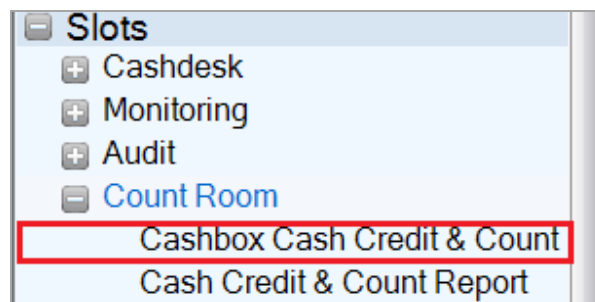 Slots
Cashdesk
Monitoring
Audit
Count Room
Cashbox Cash Credit & Count
Cash Credit & Count Report